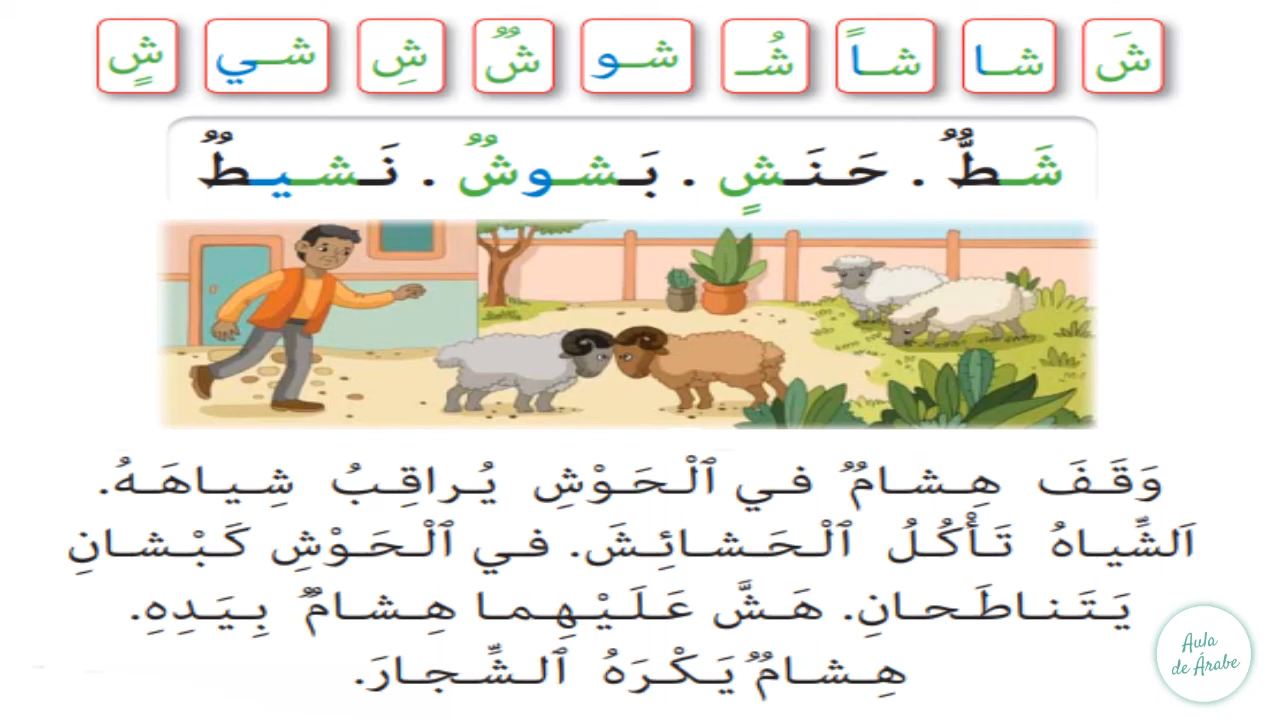 شَ شا شاً شُ شو شٌ شِ شي شٍ
شَطٌّ . حَنَشٍ . بَشوشٌ . نَشيطٌ
وَقَفَ هِشامٌ في ٱلْحَوْشِ يُراقِبُ شِياهَهُ.
اَلشِّياهُ تَأْكُلُ ٱلْحَشائِشَ. في ٱلْحَوْشِ كَبْشانِ
يَتَناطَحانِ. هَشَّ عَلَيْهِما هِشامٌ بِيَدِهِ.
هِشامٌ يَكْرَهُ ٱلشِّجارَ.
Aula
de Árabe